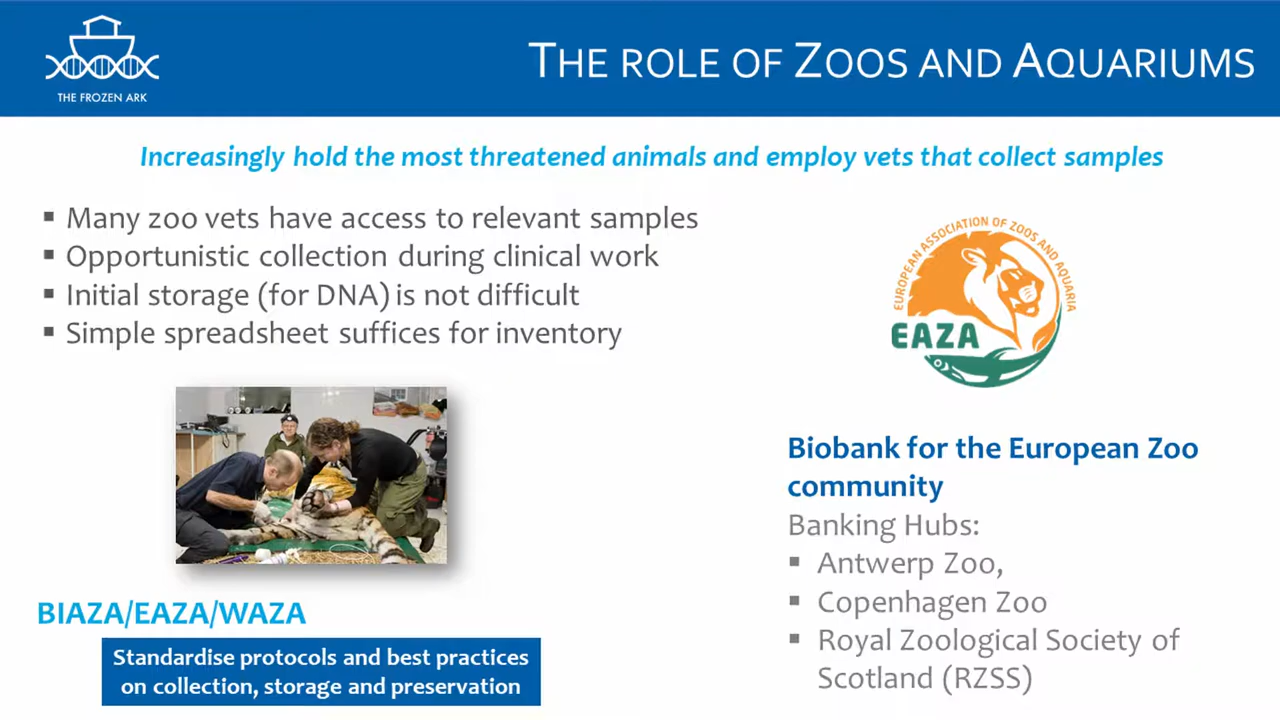 THE FROZEN ARK
THE ROLE OF ZOOS AND AQUARIUMS
Increasingly hold the most threatened animals and employ vets that collect samples
▪ Many zoo vets have access to relevant samples
▪ Opportunistic collection during clinical work
▪ Initial storage (for DNA) is not difficult
▪ Simple spreadsheet suffices for inventory
BIAZA/EAZA/WAZA
Standardise protocols and best practices
on collection, storage and preservation
EUROPEAN ASSOCIATION OF ZOOS AND AQUARIA
EAZA
Biobank for the European Zoo
community
Banking Hubs:
▪ Antwerp Zoo,
▪ Copenhagen Zoo
▪ Royal Zoological Society of
Scotland (RZSS)